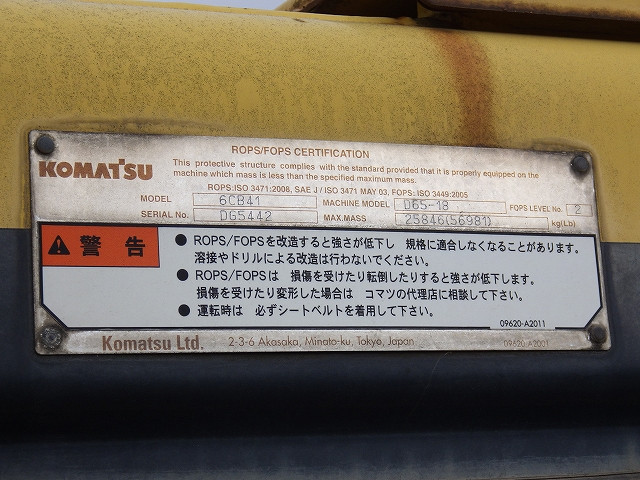 ROPS/FOPS CERTIFICATION
KOMATSU
This protective structure complies with the standard provided that it is properly equipped on the
machine which mass is less than the specified maximum mass.
ROPS:ISO 3471:2008, SAE J / ISO 3471 MAY 03, FOPS:ISO 3449:2005
MODEL 6CB41 MACHINE MODEL D65-18 FOPS LEVEL No. 2
SERIAL No. DG5442 MAX.MASS 25846(56981) kg(Lb)
警告
● ROPS/FOPSを改造すると強さが低下し 規格に適合しなくなることがあります。
溶接やドリルによる改造は行わないでください。
● ROPS/FOPSは 損傷を受けたり転倒したりすると強さが低下します。
損傷を受けたり変形した場合は コマツの代理店に相談して下さい。
● 運転時は 必ずシートベルトを着用して下さい。
09620-A2011
Komatsu Ltd. 2-3-6 Akasaka, Minato-ku, Tokyo, Japan 09620-A2001